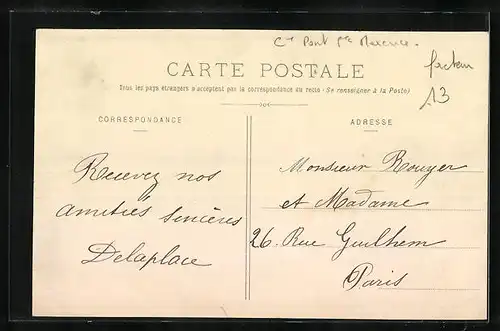 Cne Pont Ste Maxence.
facteur
13
CARTE POSTALE
Tous les pays étrangers n'acceptent pas la correspondance au recto (Se renseigner à la Poste)
CORRESPONDANCE
ADRESSE
Recevez nos
amitiés sincères
Delaplace
Monsieur Rouyer
et Madame
26 Rue Guilhem
Paris